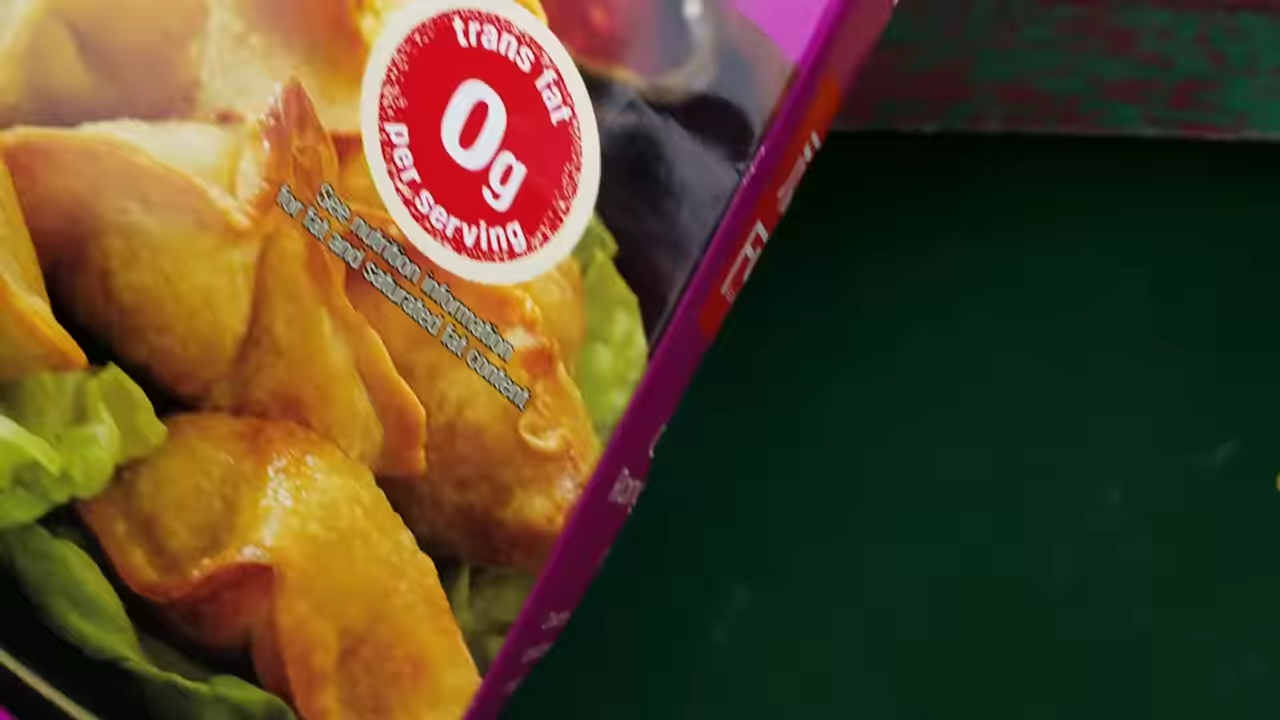 trans fat
0g
per serving
See nutrition information
for fat and saturated fat content